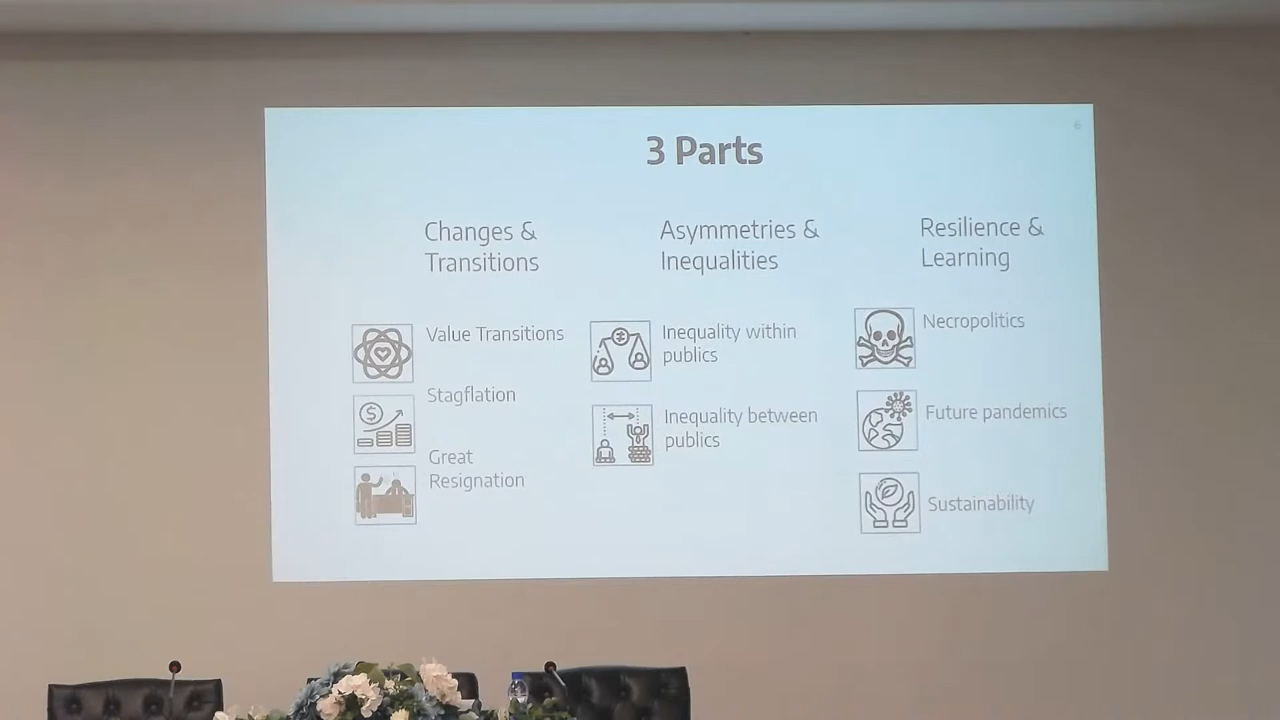 6
3 Parts
Changes &
Transitions
Value Transitions
Stagflation
Great
Resignation
Asymmetries &
Inequalities
Inequality within
publics
Inequality between
publics
Resilience &
Learning
Necropolitics
Future pandemics
Sustainability